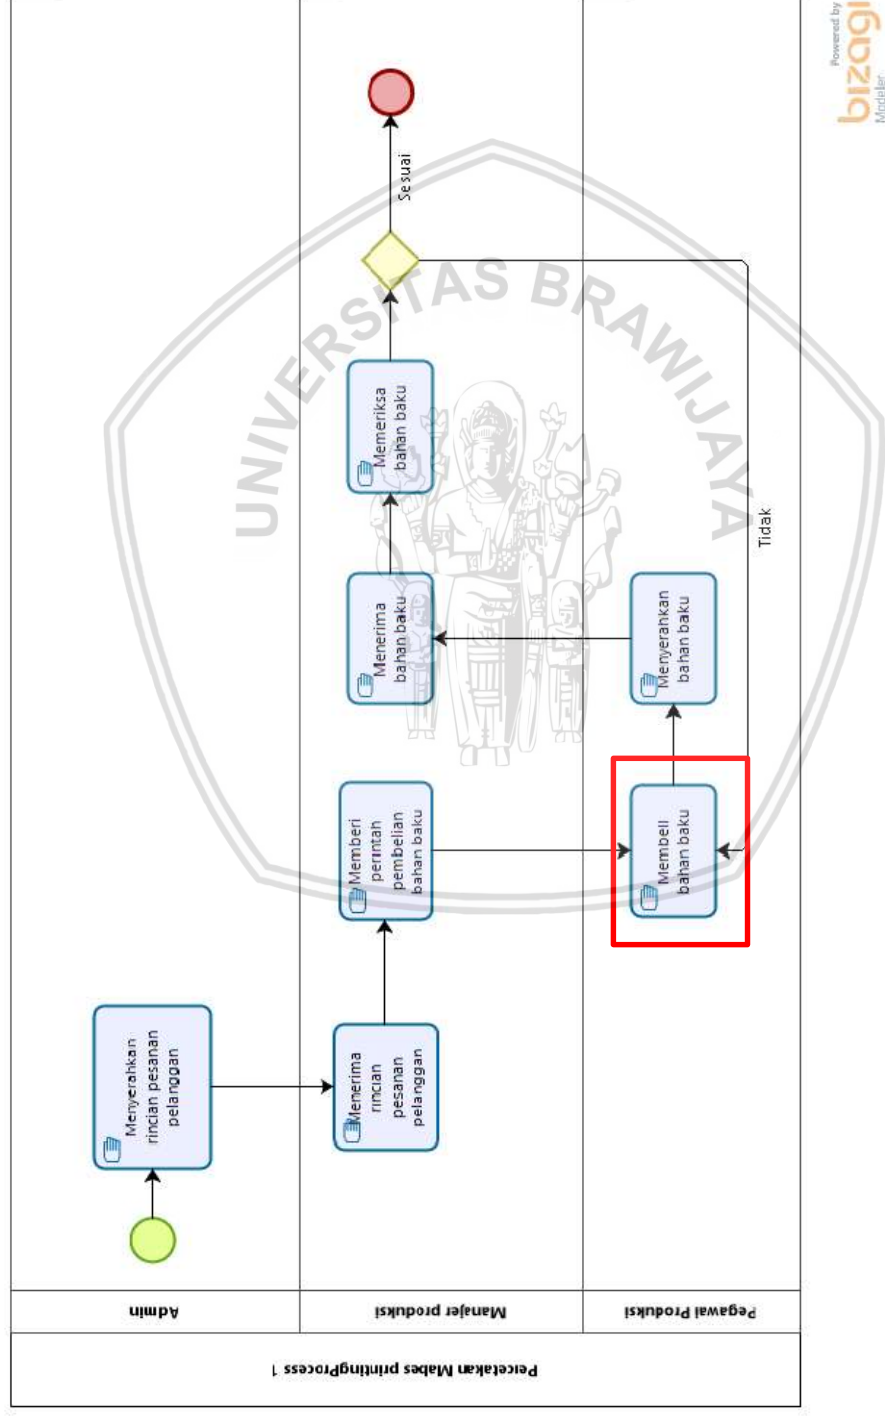 Percetakan Mabes printingProcess 1
Admin
Manajer produksi
Pegawai Produksi
Menyerahkan
rincian pesanan
pelanggan
Menerima
rincian
pesanan
pelanggan
Memberi
perintah
pembelian
bahan baku
Membeli
bahan baku
Menyerahkan
bahan baku
Menerima
bahan baku
Memeriksa
bahan baku
Sesuai
Tidak
UNIVERSITAS BRAWIJAYA
Powered by
bizagi
Modeler